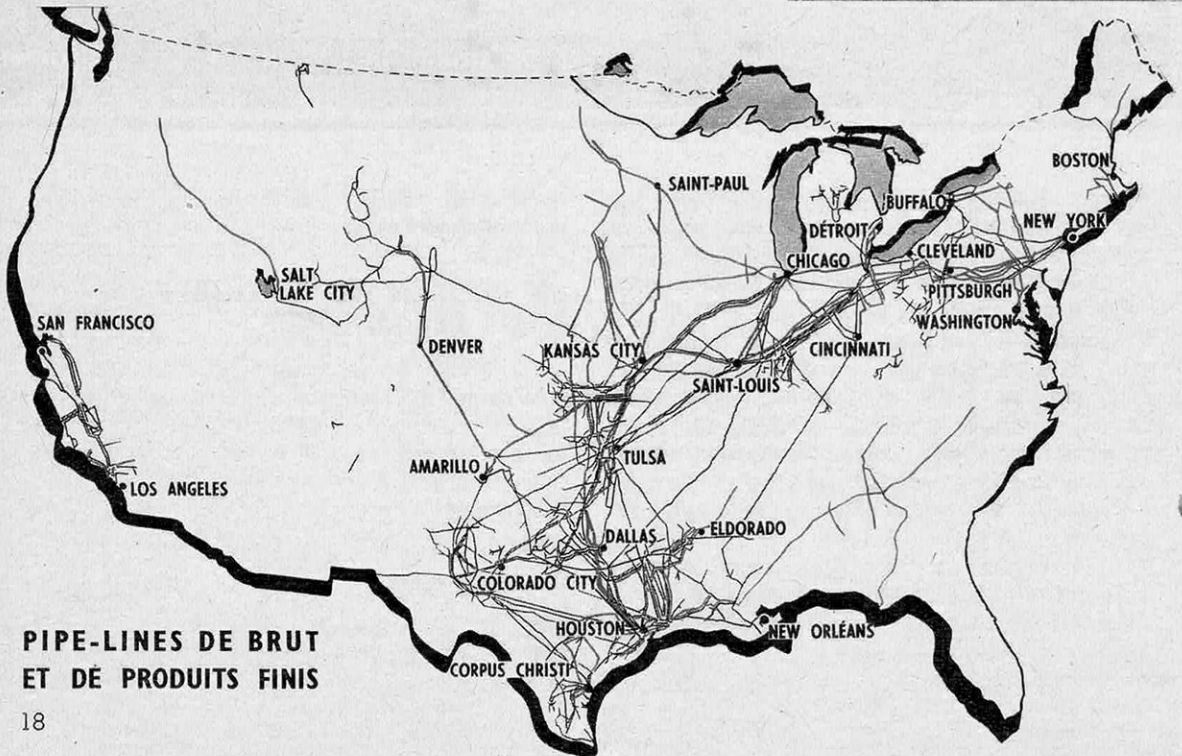 SAINT-PAUL
BOSTON
BUFFALO
NEW YORK
DÉTROIT
CLEVELAND
CHICAGO
SALT
LAKE CITY
PITTSBURGH
SAN FRANCISCO
WASHINGTON
DENVER
KANSAS CITY
CINCINNATI
SAINT-LOUIS
AMARILLO
TULSA
LOS ANGELES
ELDORADO
DALLAS
COLORADO CITY
HOUSTON
NEW ORLÉANS
CORPUS CHRISTI
PIPE-LINES DE BRUT
ET DE PRODUITS FINIS
18